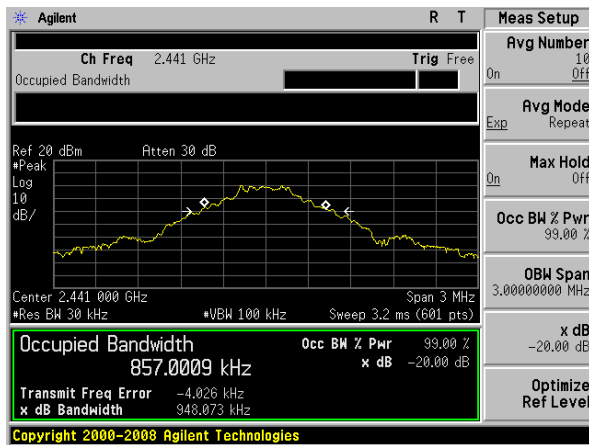 Agilent R T Meas Setup
Ch Freq 2.441 GHz Trig Free
Occupied Bandwidth
Avg Number
10
On Off
Avg Mode
Exp Repeat
Max Hold
On Off
Occ BW % Pwr
99.00 %
OBW Span
3.00000000 MHz
x dB
-20.00 dB
Optimize
Ref Level
Ref 20 dBm Atten 30 dB
#Peak
Log
10
dB/
Center 2.441 000 GHz Span 3 MHz
#Res BW 30 kHz #VBW 100 kHz Sweep 3.2 ms (601 pts)
Occupied Bandwidth Occ BW % Pwr 99.00 %
857.0009 kHz x dB -20.00 dB
Transmit Freq Error -4.026 kHz
x dB Bandwidth 948.073 kHz
Copyright 2000-2008 Agilent Technologies